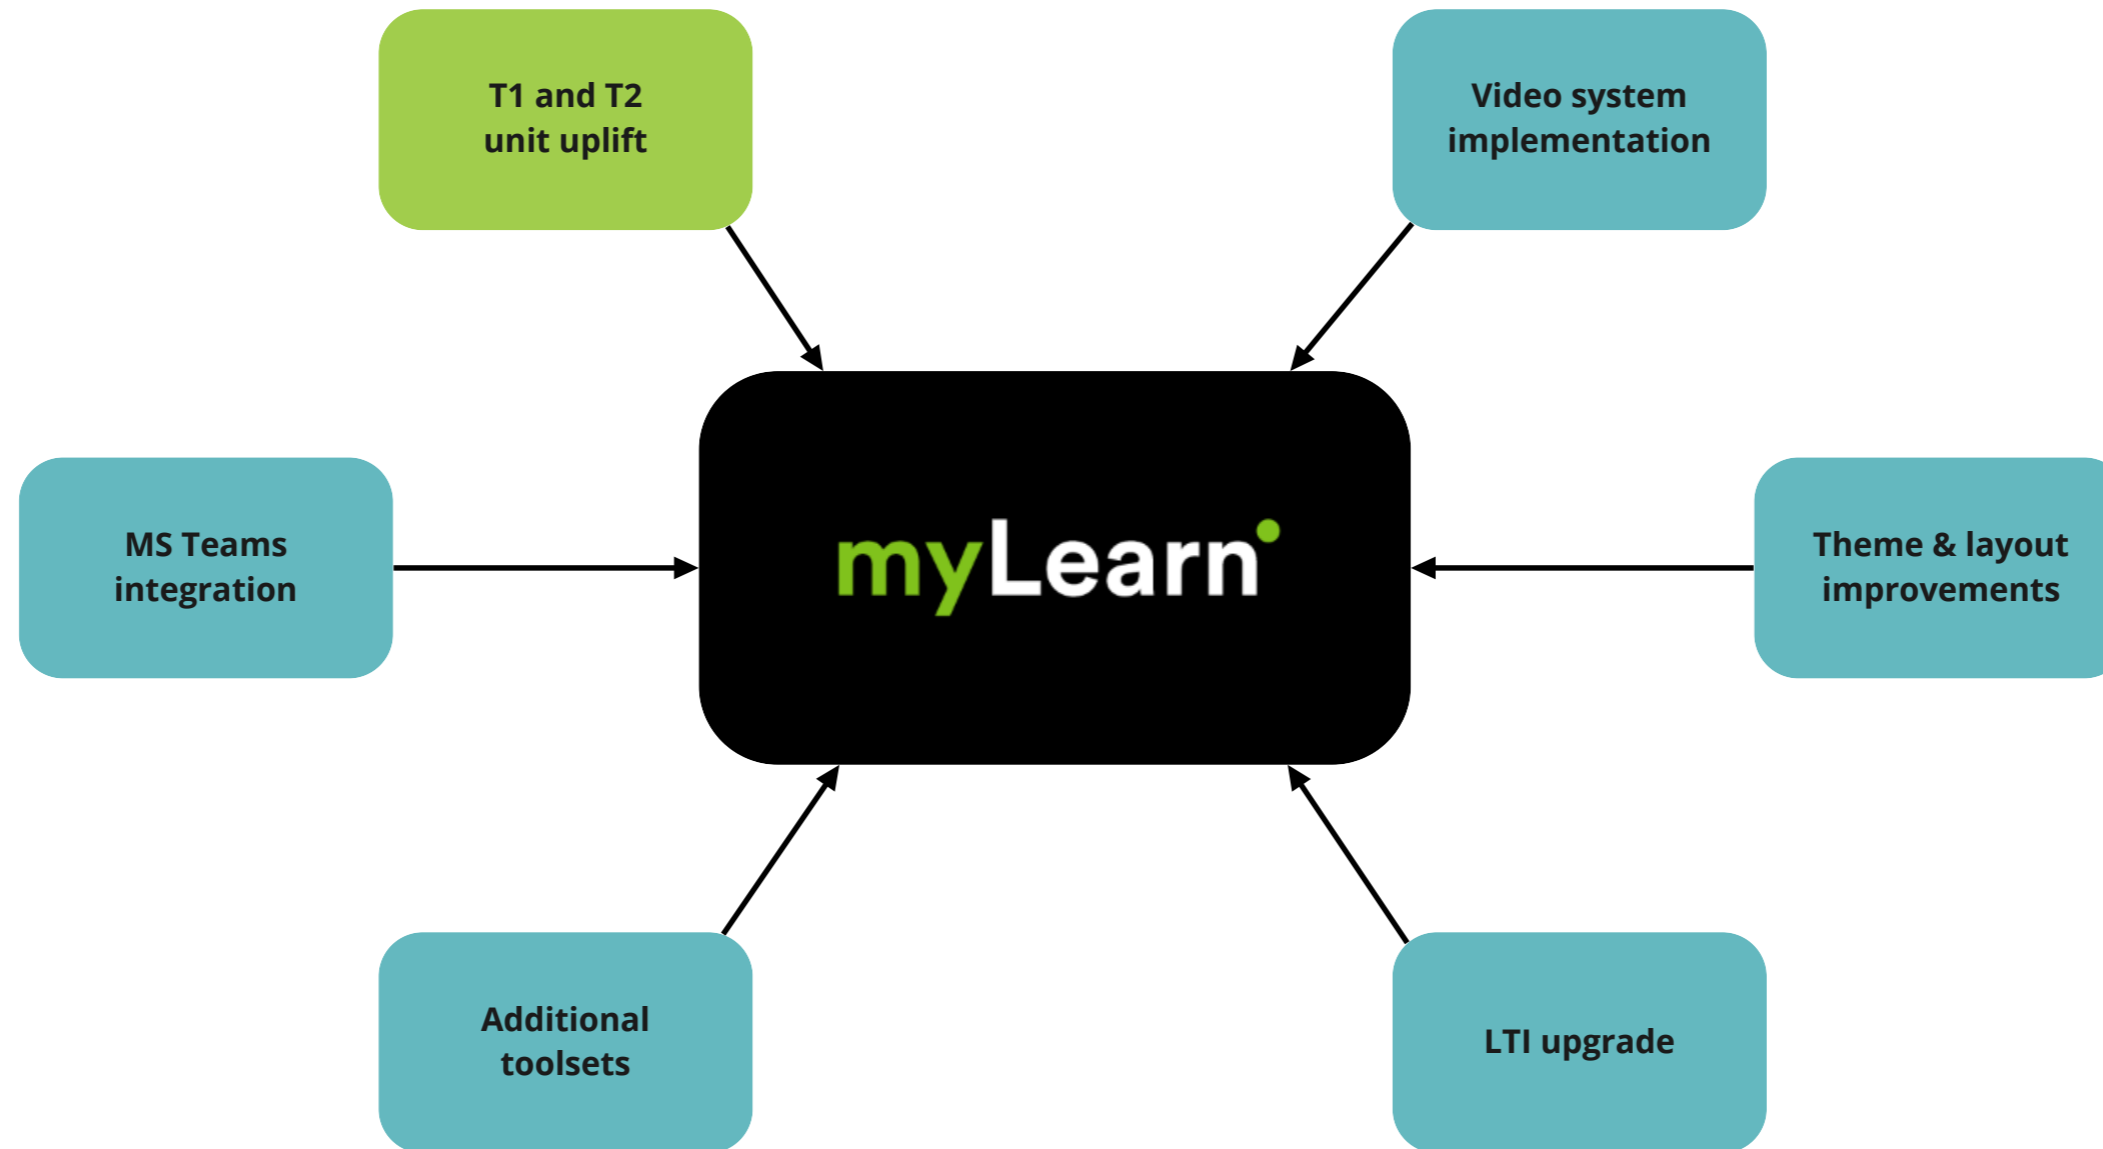 T1 and T2
unit uplift
Video system
implementation
MS Teams
integration
myLearn
Theme & layout
improvements
Additional
toolsets
LTI upgrade